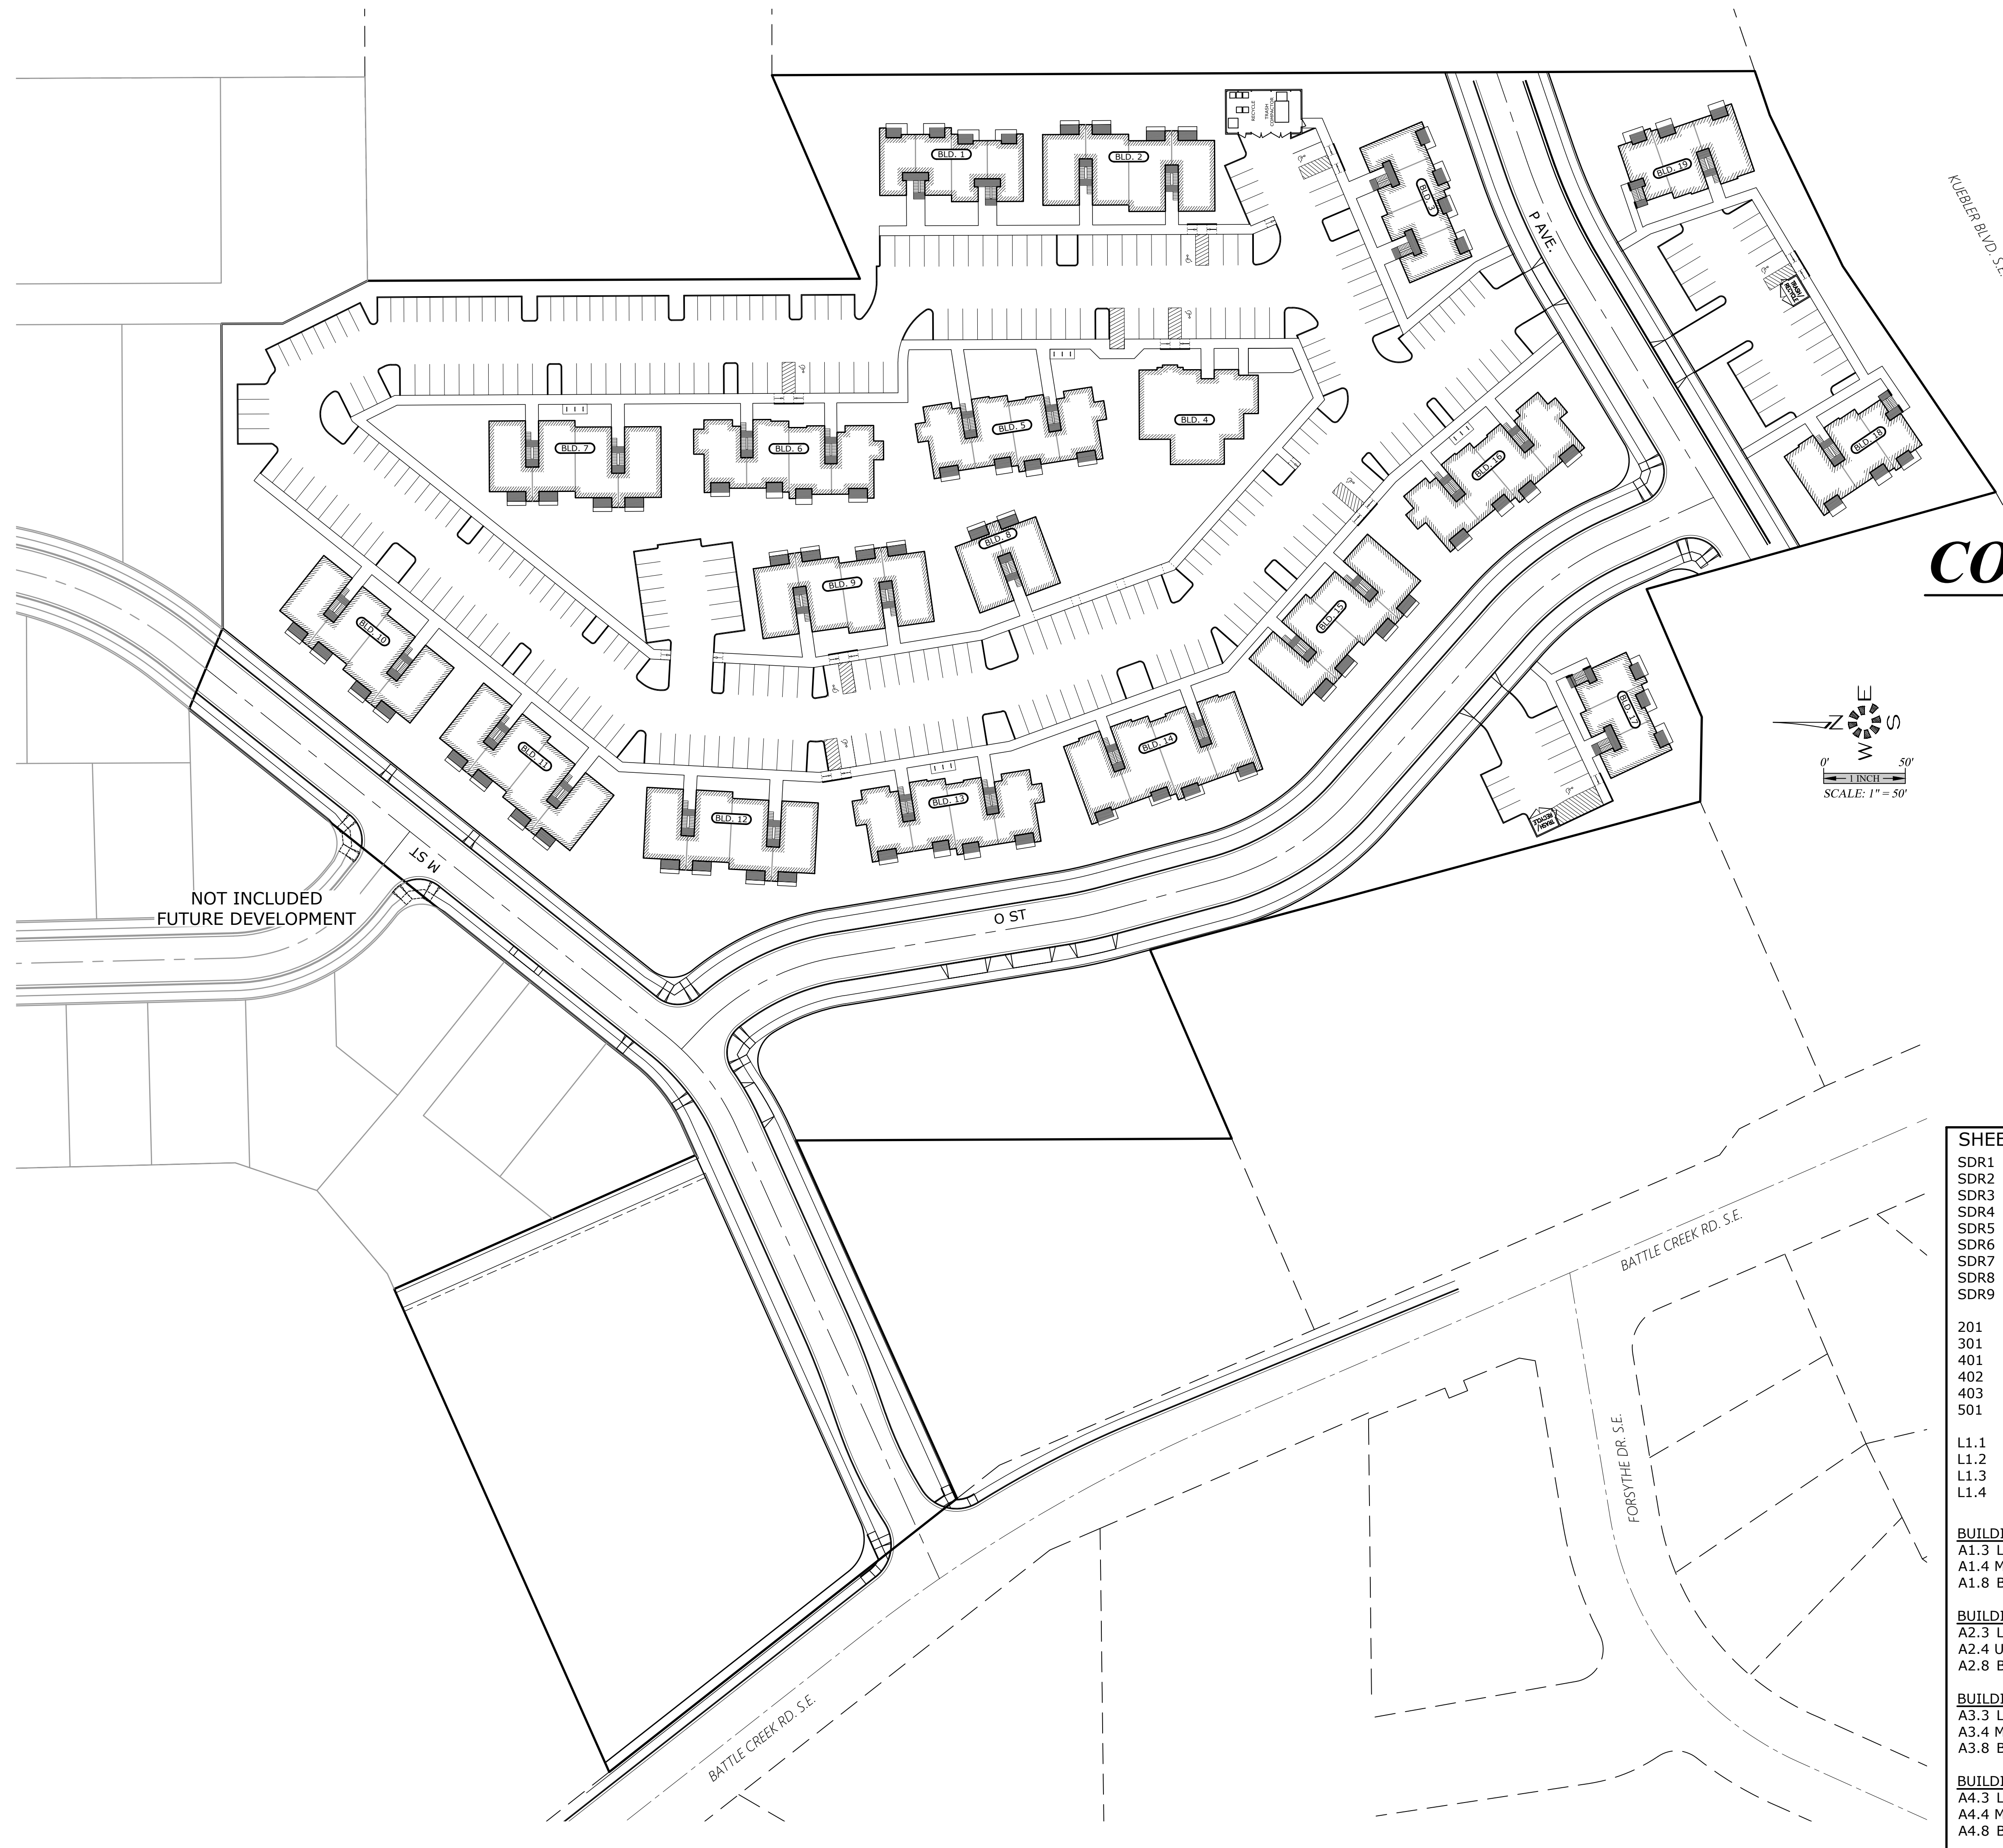 RECYCLE
TRASH
COMPACTOR
BLD. 1
BLD. 2
BLD. 3
BLD. 19
P AVE.
KUEBLER BLVD. S.E.
TRASH/
RECYCLE
BLD. 4
BLD. 5
BLD. 6
BLD. 7
BLD. 16
BLD. 18
BLD. 8
BLD. 9
CO
BLD. 10
BLD. 15
BLD. 11
BLD. 14
BLD. 17
N
E
S
W
0' 50'
1 INCH
SCALE: 1" = 50'
BLD. 12
BLD. 13
TRASH/
RECYCLE
M ST
NOT INCLUDED
FUTURE DEVELOPMENT
O ST
BATTLE CREEK RD. S.E.
FORSYTHE DR. S.E.
BATTLE CREEK RD. S.E.
SHEE
SDR1
SDR2
SDR3
SDR4
SDR5
SDR6
SDR7
SDR8
SDR9
201
301
401
402
403
501
L1.1
L1.2
L1.3
L1.4
BUILDI
A1.3 L
A1.4 M
A1.8 B
BUILDI
A2.3 L
A2.4 U
A2.8 B
BUILDI
A3.3 L
A3.4 M
A3.8 B
BUILDI
A4.3 L
A4.4 M
A4.8 B